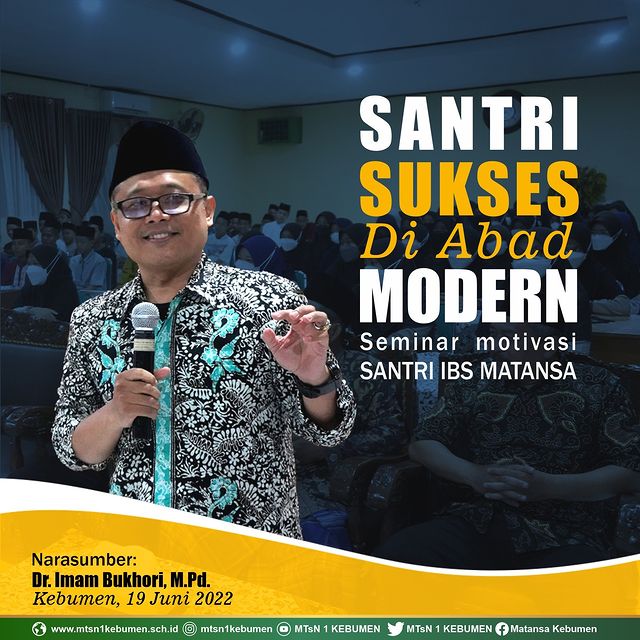 SANTRI
SUKSES
Di Abad
MODERN
Seminar motivasi
SANTRI IBS MATANSA
Narasumber:
Dr. Imam Bukhori, M.Pd.
Kebumen, 19 Juni 2022
www.mtsn1kebumen.sch.id mtsn1kebumen MTsN 1 KEBUMEN MTsN 1 KEBUMEN Matansa Kebumen